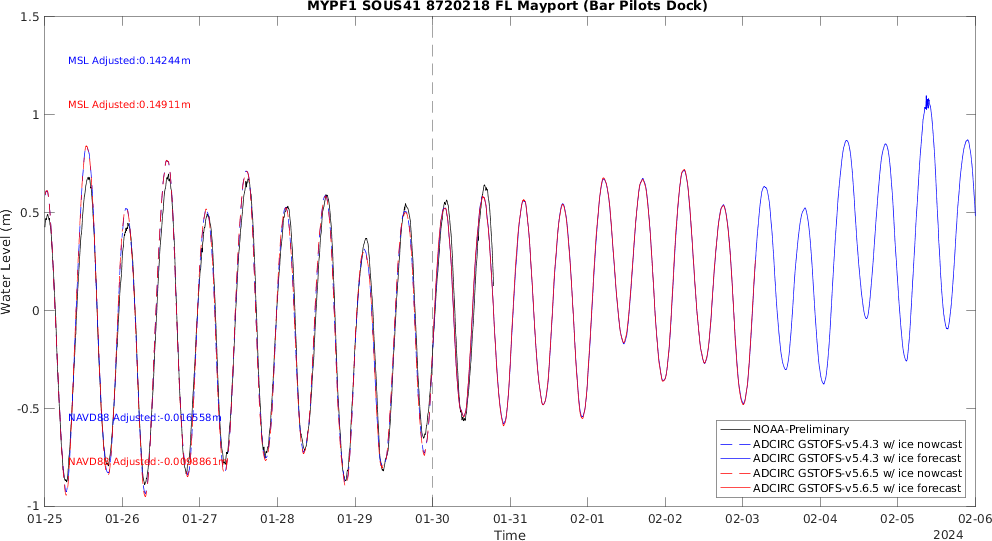 MYPF1 SOUS41 8720218 FL Mayport (Bar Pilots Dock)
1.5
1
0.5
0
-0.5
-1
Water Level (m)
MSL Adjusted:0.14244m
MSL Adjusted:0.14911m
NAVD88 Adjusted:-0.016558m
NAVD88 Adjusted:-0.0098861m
NOAA-Preliminary
ADCIRC GSTOFS-v5.4.3 w/ ice nowcast
ADCIRC GSTOFS-v5.4.3 w/ ice forecast
ADCIRC GSTOFS-v5.6.5 w/ ice nowcast
ADCIRC GSTOFS-v5.6.5 w/ ice forecast
01-25 01-26 01-27 01-28 01-29 01-30 01-31 02-01 02-02 02-03 02-04 02-05 02-06
Time
2024